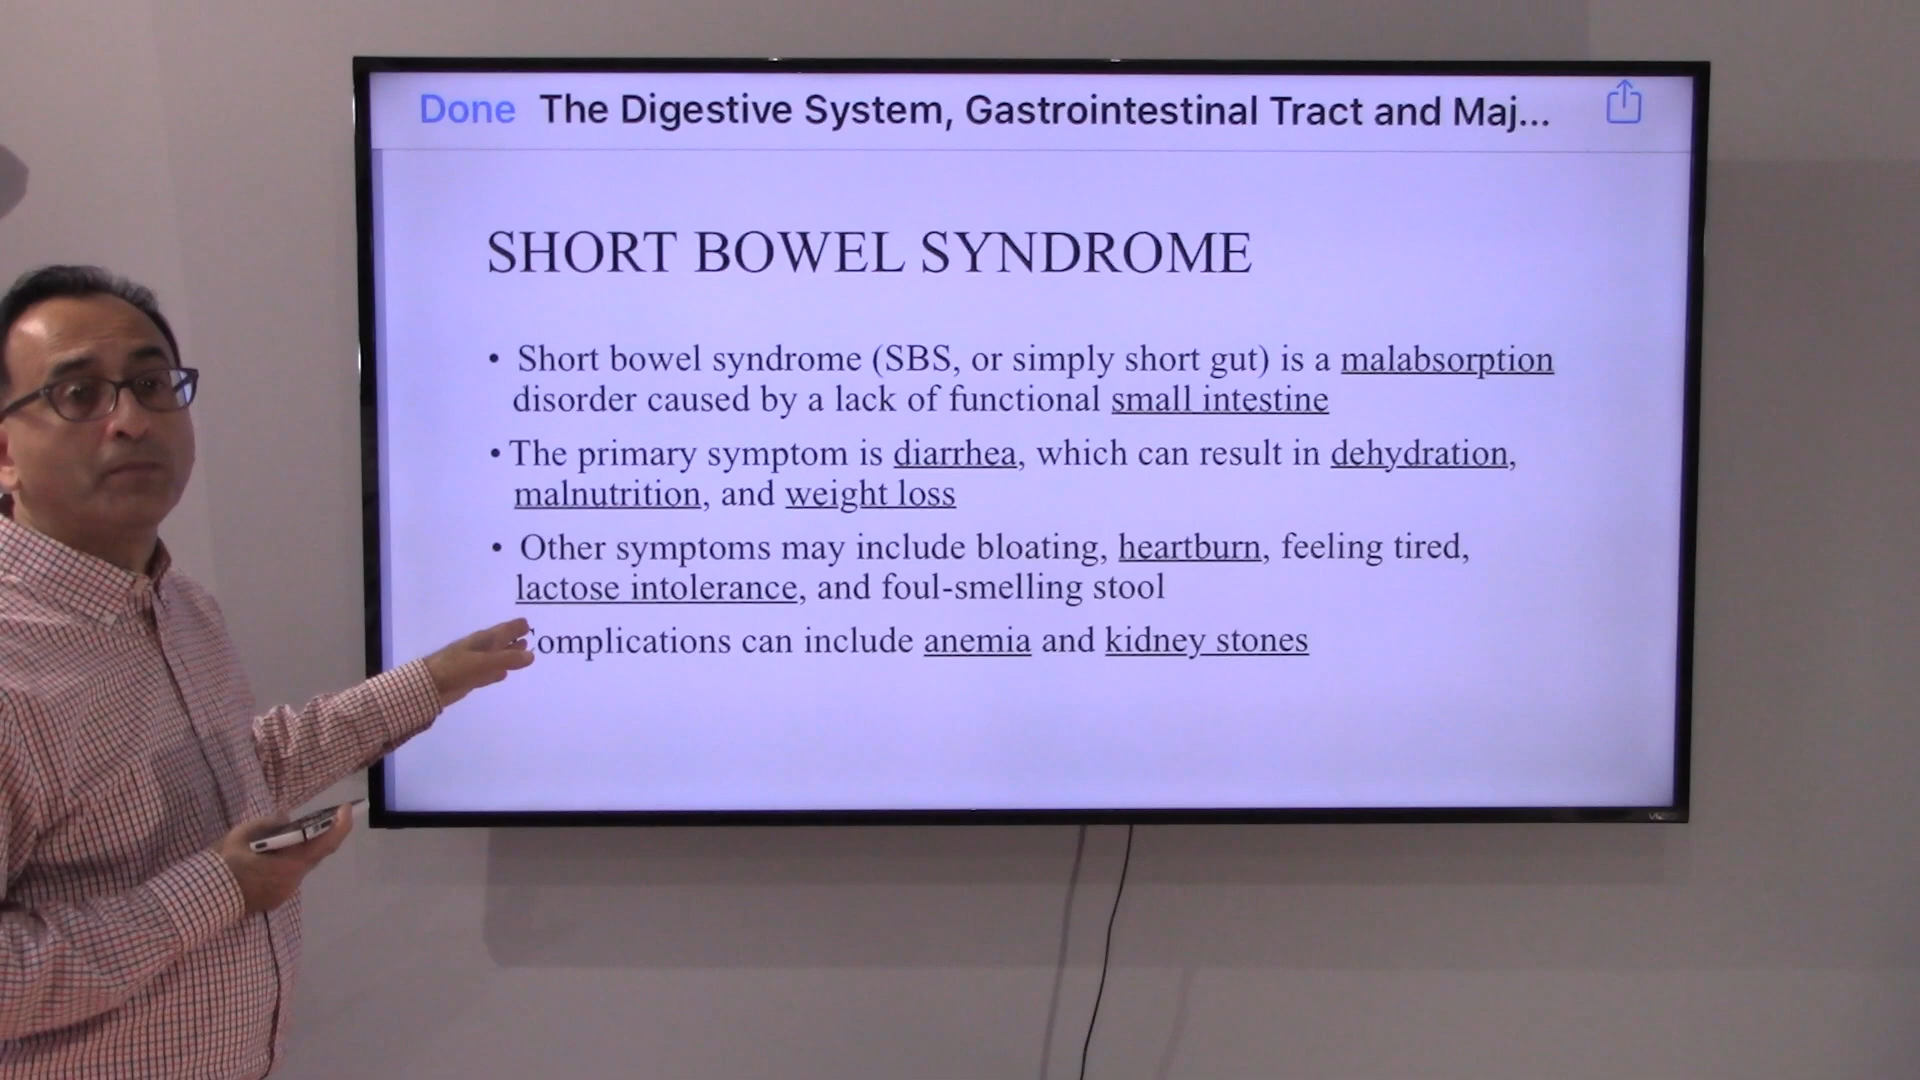 Done The Digestive System, Gastrointestinal Tract and Maj...
SHORT BOWEL SYNDROME
• Short bowel syndrome (SBS, or simply short gut) is a malabsorption
disorder caused by a lack of functional small intestine
• The primary symptom is diarrhea, which can result in dehydration,
malnutrition, and weight loss
• Other symptoms may include bloating, heartburn, feeling tired,
lactose intolerance, and foul-smelling stool
Complications can include anemia and kidney stones
VIZIO